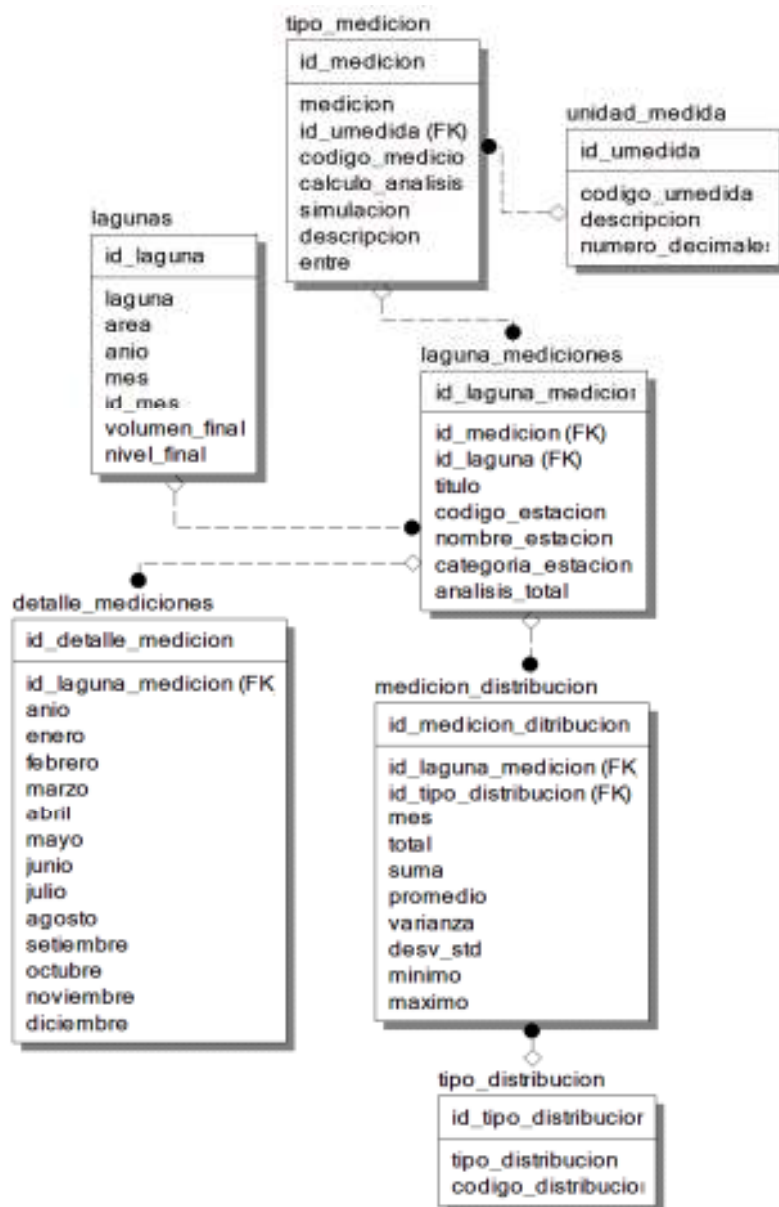 tipo_medicion
id_medicion
medicion
id_umedida (FK)
codigo_medicio
calculo_analisis
simulacion
descripcion
entre
unidad_medida
id_umedida
codigo_umedida
descripcion
numero_decimale
lagunas
id_laguna
laguna
area
anio
mes
id_mes
volumen_final
nivel_final
laguna_mediciones
id_laguna_medicior
id_medicion (FK)
id_laguna (FK)
titulo
codigo_estacion
nombre_estacion
categoria_estacion
analisis_total
detalle_mediciones
id_detalle_medicion
id_laguna_medicion (FK
anio
enero
febrero
marzo
abril
mayo
junio
julio
agosto
setiembre
octubre
noviembre
diciembre
medicion_distribucion
id_medicion_ditribucion
id_laguna_medicion (FK
id_tipo_distribucion (FK)
mes
total
suma
promedio
varianza
desv_std
minimo
maximo
tipo_distribucion
id_tipo_distribucior
tipo_distribucion
codigo_distribucio